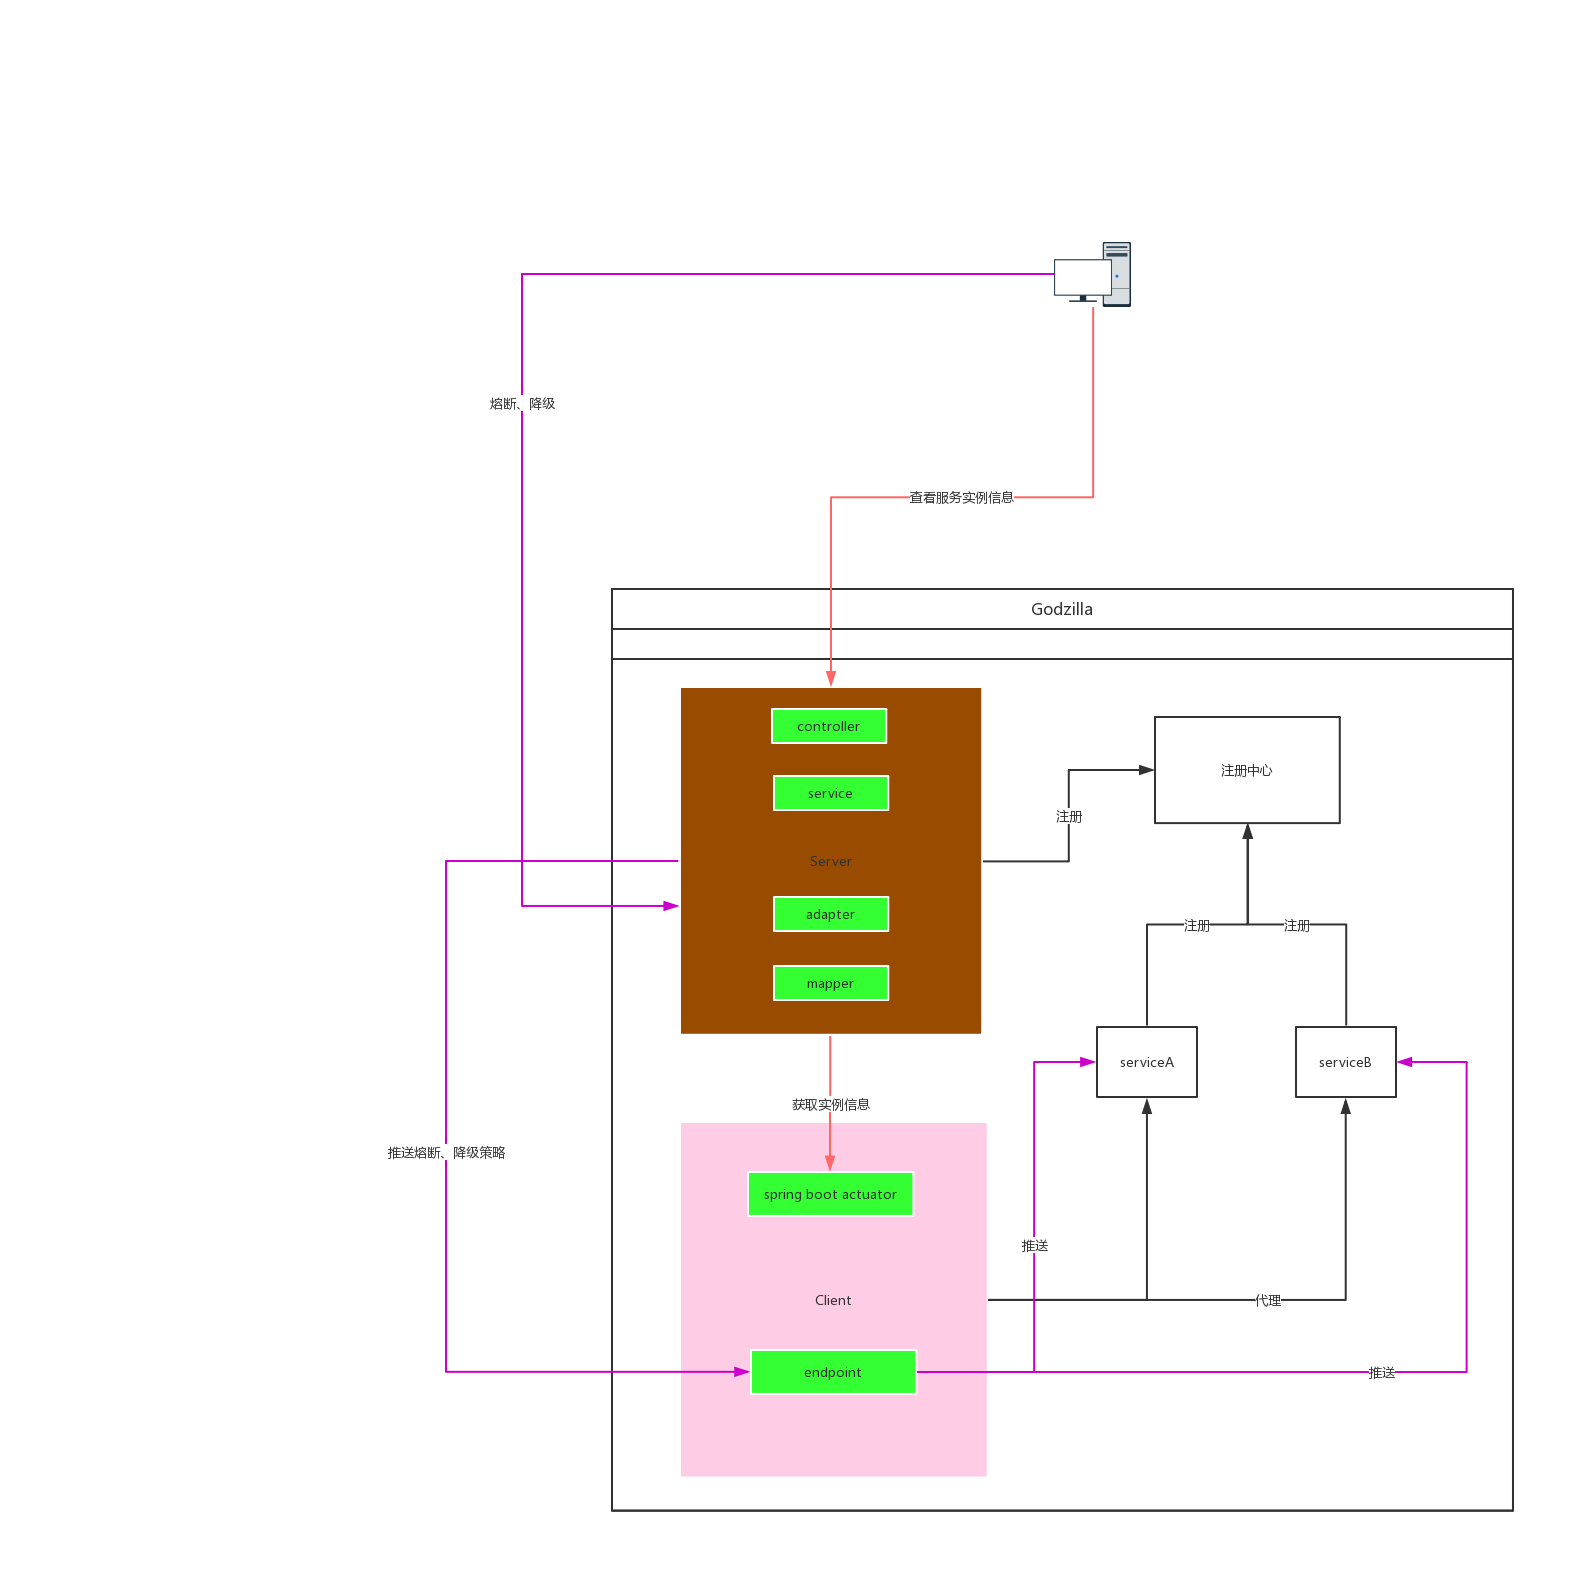 熔断、降级
查看服务实例信息
Godzilla
controller
service
Server
adapter
mapper
注册
注册中心
注册
注册
serviceA
serviceB
获取实例信息
推送熔断、降级策略
spring boot actuator
推送
Client
代理
endpoint
推送